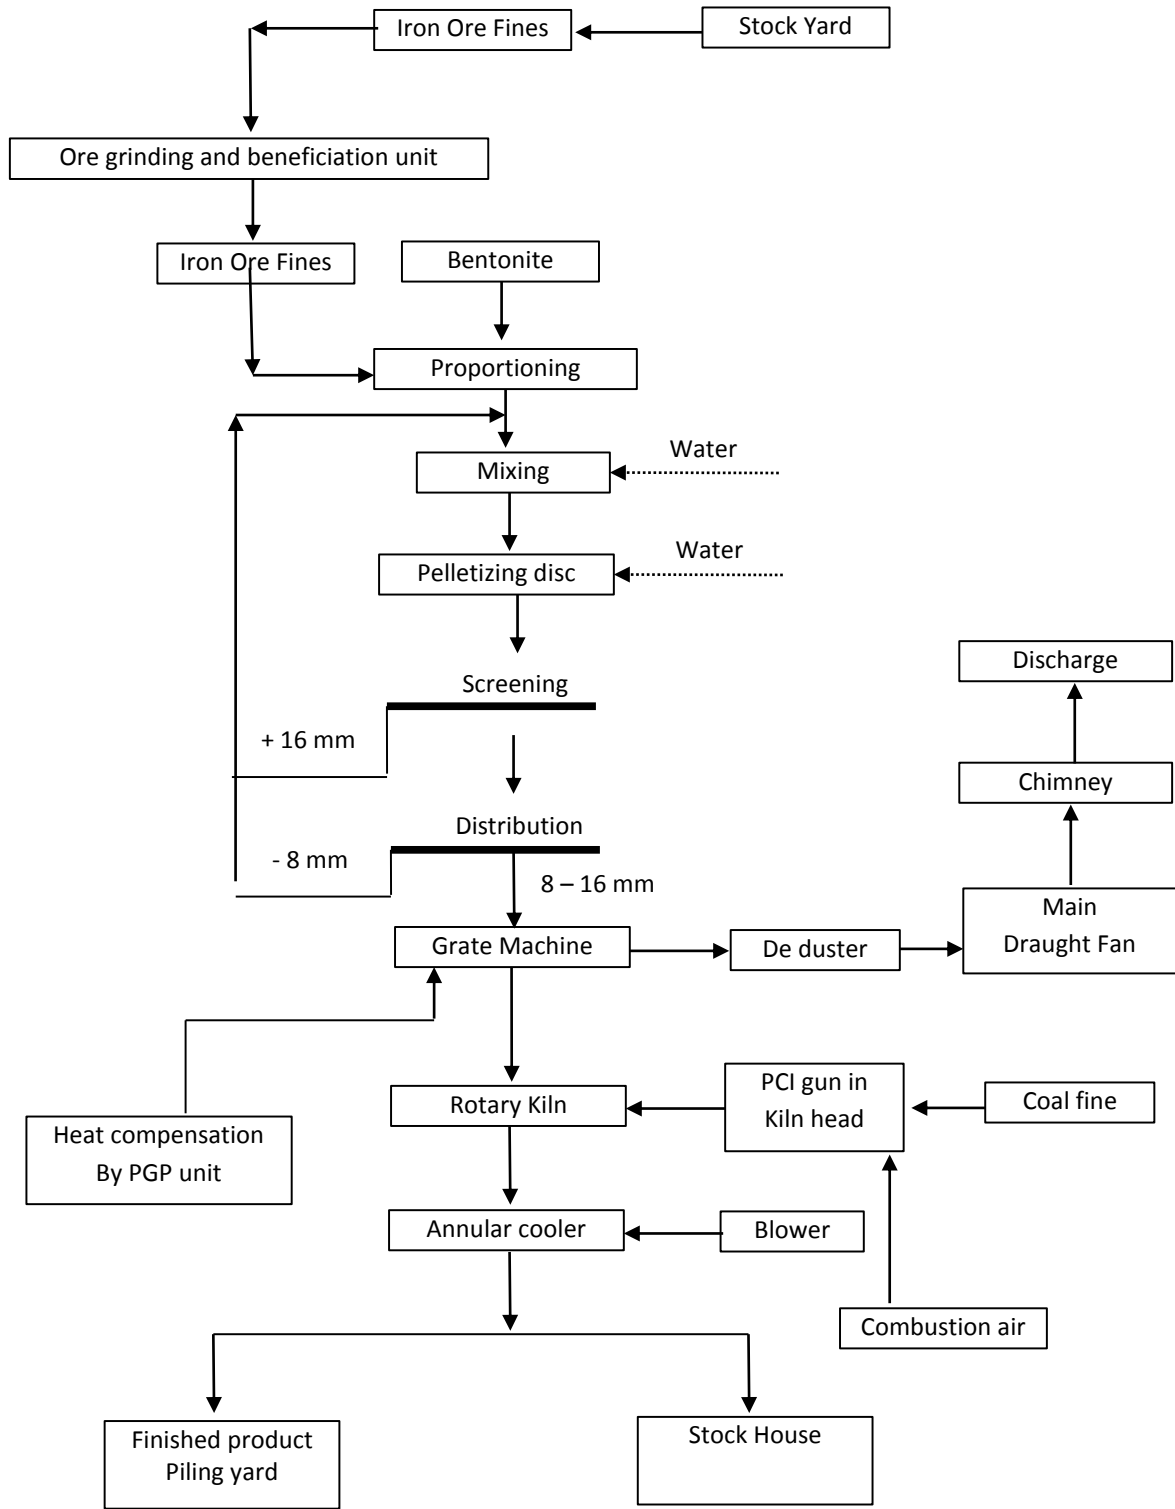 Iron Ore Fines
Stock Yard
Ore grinding and beneficiation unit
Iron Ore Fines
Bentonite
Proportioning
Water
Mixing
Water
Pelletizing disc
Discharge
Screening
+ 16 mm
Chimney
Distribution
- 8 mm
8 – 16 mm
Main
Draught Fan
Grate Machine
De duster
PCI gun in
Kiln head
Rotary Kiln
Coal fine
Heat compensation
By PGP unit
Annular cooler
Blower
Combustion air
Finished product
Piling yard
Stock House